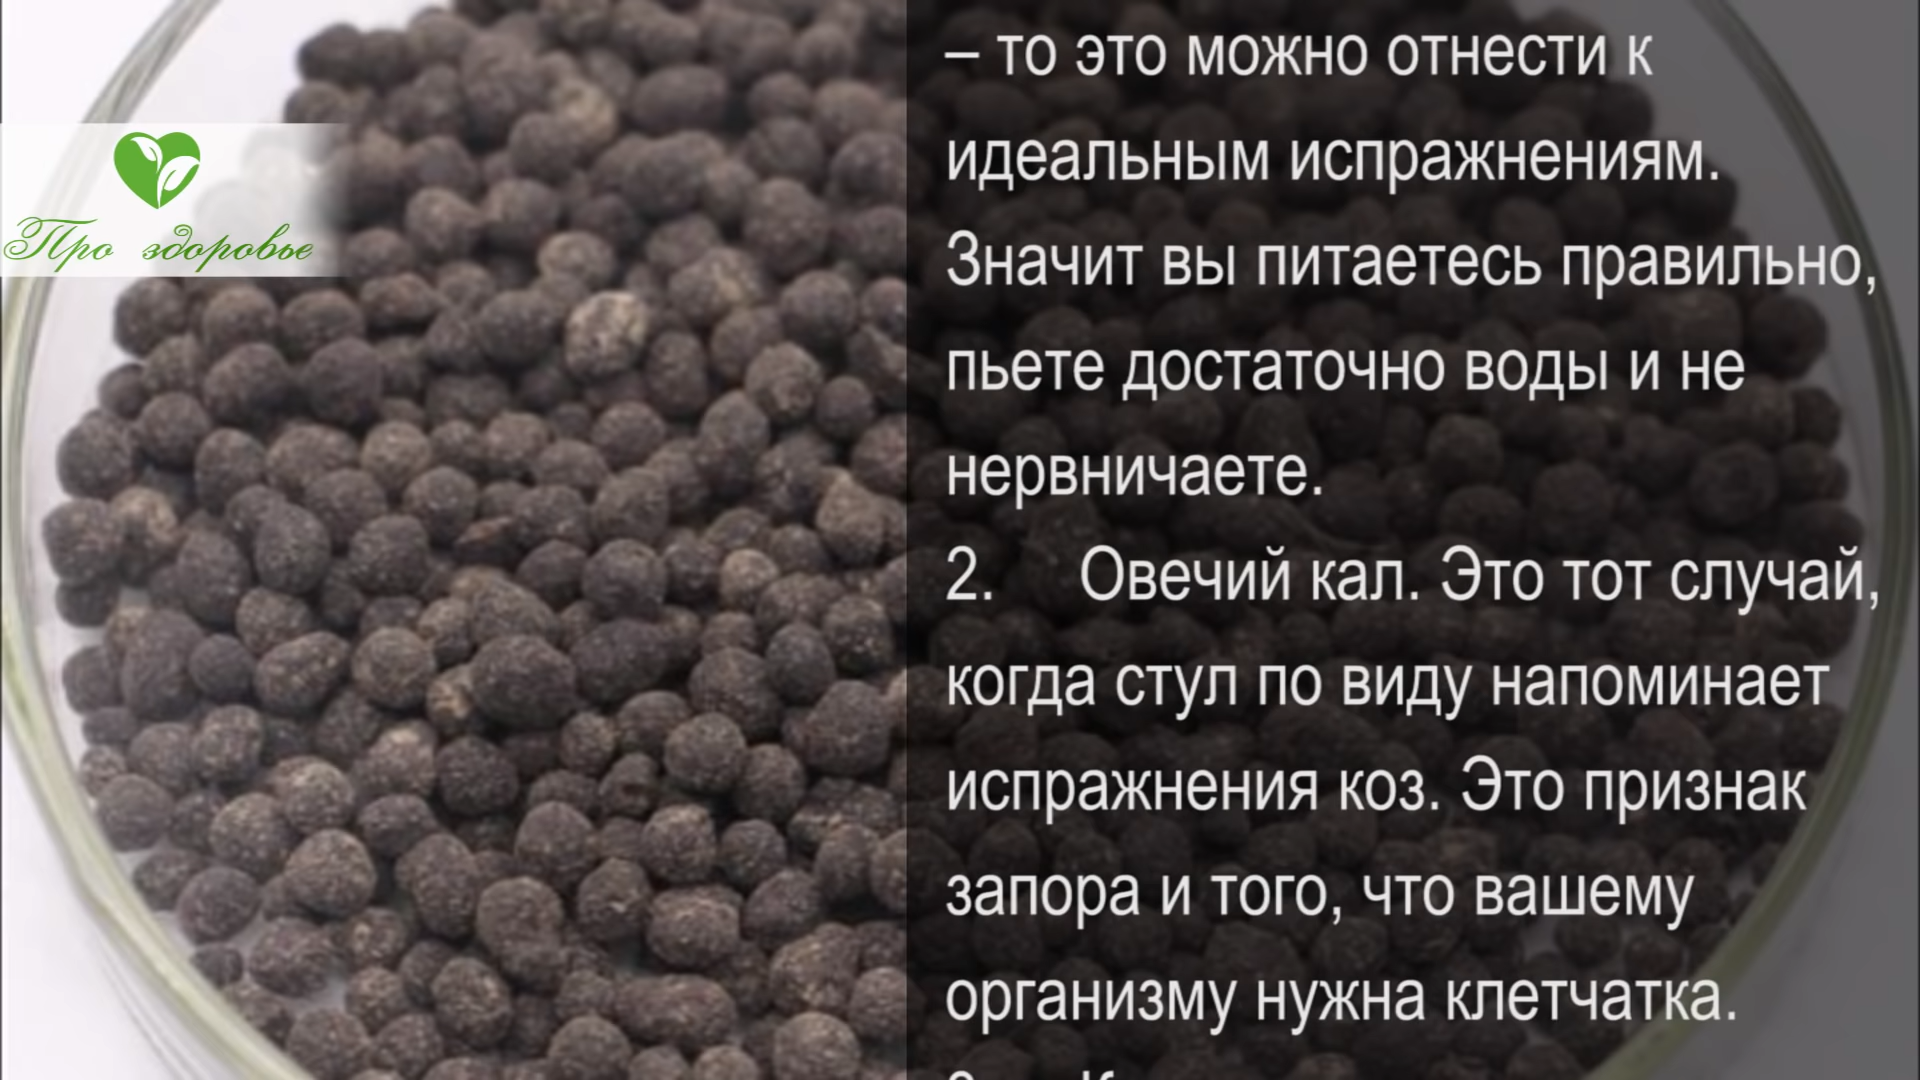 Про здоровье
– то это можно отнести к
идеальным испражнениям.
Значит вы питаетесь правильно,
пьете достаточно воды и не
нервничаете.
2. Овечий кал. Это тот случай,
когда стул по виду напоминает
испражнения коз. Это признак
запора и того, что вашему
организму нужна клетчатка.